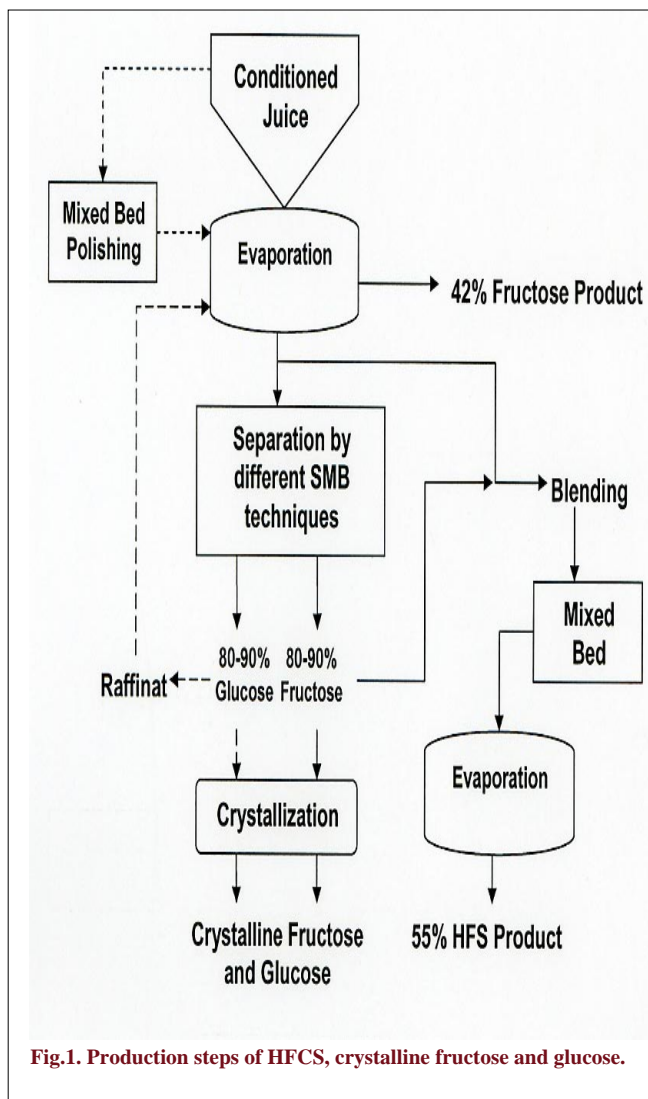 Conditioned
Juice
Mixed Bed
Polishing
Evaporation
42% Fructose Product
Separation by
different SMB
techniques
Blending
Mixed
Bed
Raffinat
80-90%
Glucose
80-90%
Fructose
Evaporation
Crystallization
Crystalline Fructose
and Glucose
55% HFS Product
Fig.1. Production steps of HFCS, crystalline fructose and glucose.